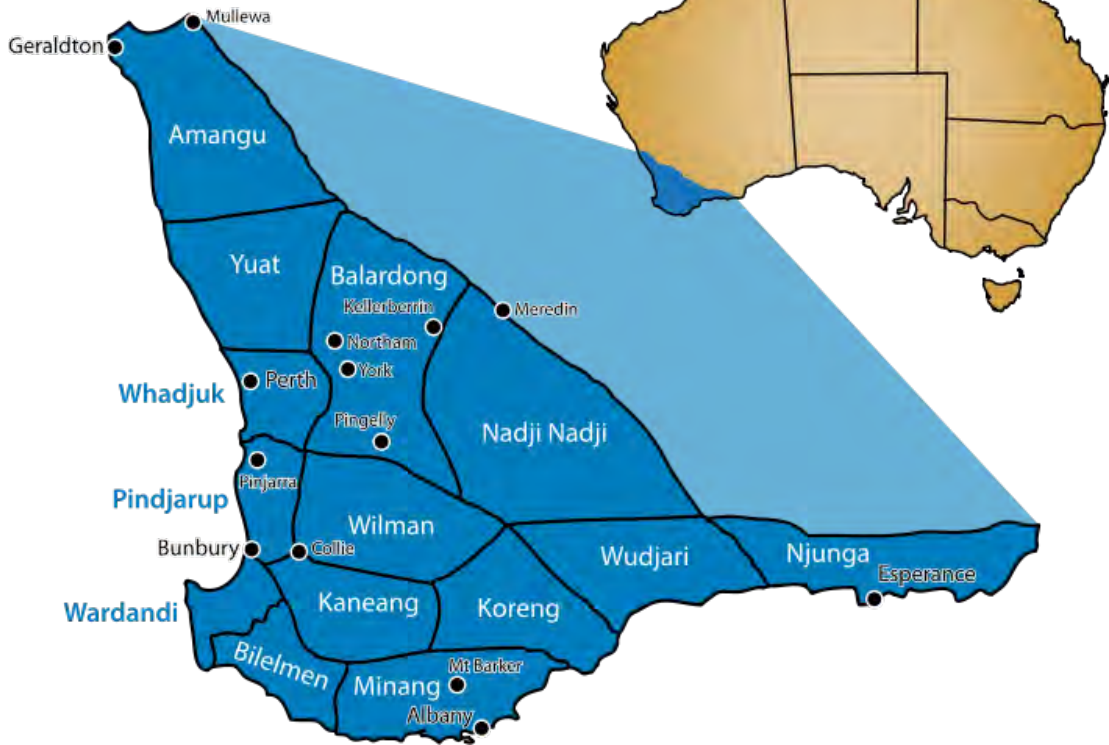 Mullewa
Geraldton
Amangu
Yuat
Balardong
Kellerberrin
Meredin
Northam
York
Whadjuk
Perth
Pingelly
Nadji Nadji
Pinjarra
Pindjarup
Wilman
Bunbury
Collie
Wudjari
Njunga
Esperance
Wardandi
Kaneang
Koreng
Bilelmen
Mt Barker
Minang
Albany